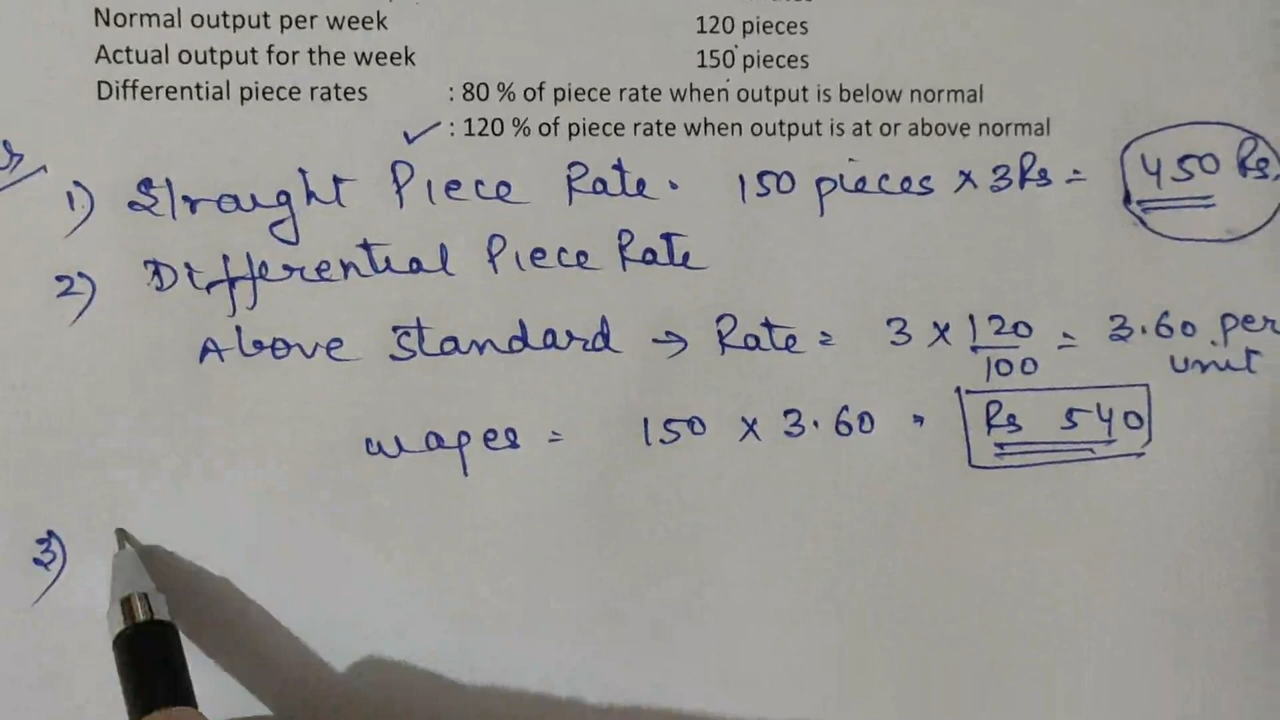 Normal output per week 120 pieces
Actual output for the week 150 pieces
Differential piece rates : 80 % of piece rate when output is below normal
✓ : 120 % of piece rate when output is at or above normal
1) Straight Piece Rate. 150 pieces × 3Rs = 450 Rs.
2) Differential Piece Rate
Above standard → Rate = 3 × 120/100 = 3.60 per unit
wages = 150 × 3.60 = Rs 540
3)